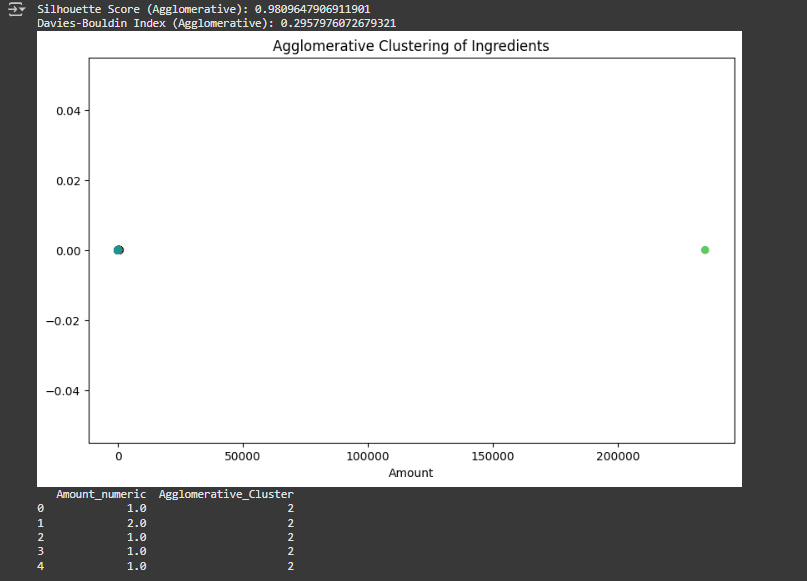 Silhouette Score (Agglomerative): 0.9809647906911901
Davies-Bouldin Index (Agglomerative): 0.2957976072679321
Agglomerative Clustering of Ingredients
0.04
0.02
0.00
−0.02
−0.04
0 50000 100000 150000 200000
Amount
Amount_numeric Agglomerative_Cluster
0 1.0 2
1 2.0 2
2 1.0 2
3 1.0 2
4 1.0 2